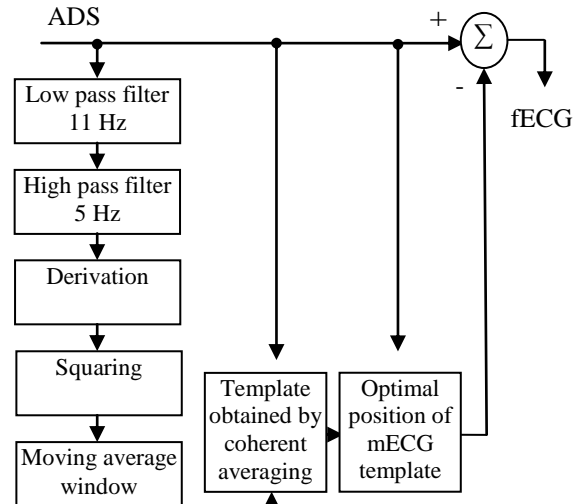 ADS
+
Σ
-
fECG
Low pass filter
11 Hz
High pass filter
5 Hz
Derivation
Squaring
Moving average
window
Template
obtained by
coherent
averaging
Optimal
position of
mECG
template